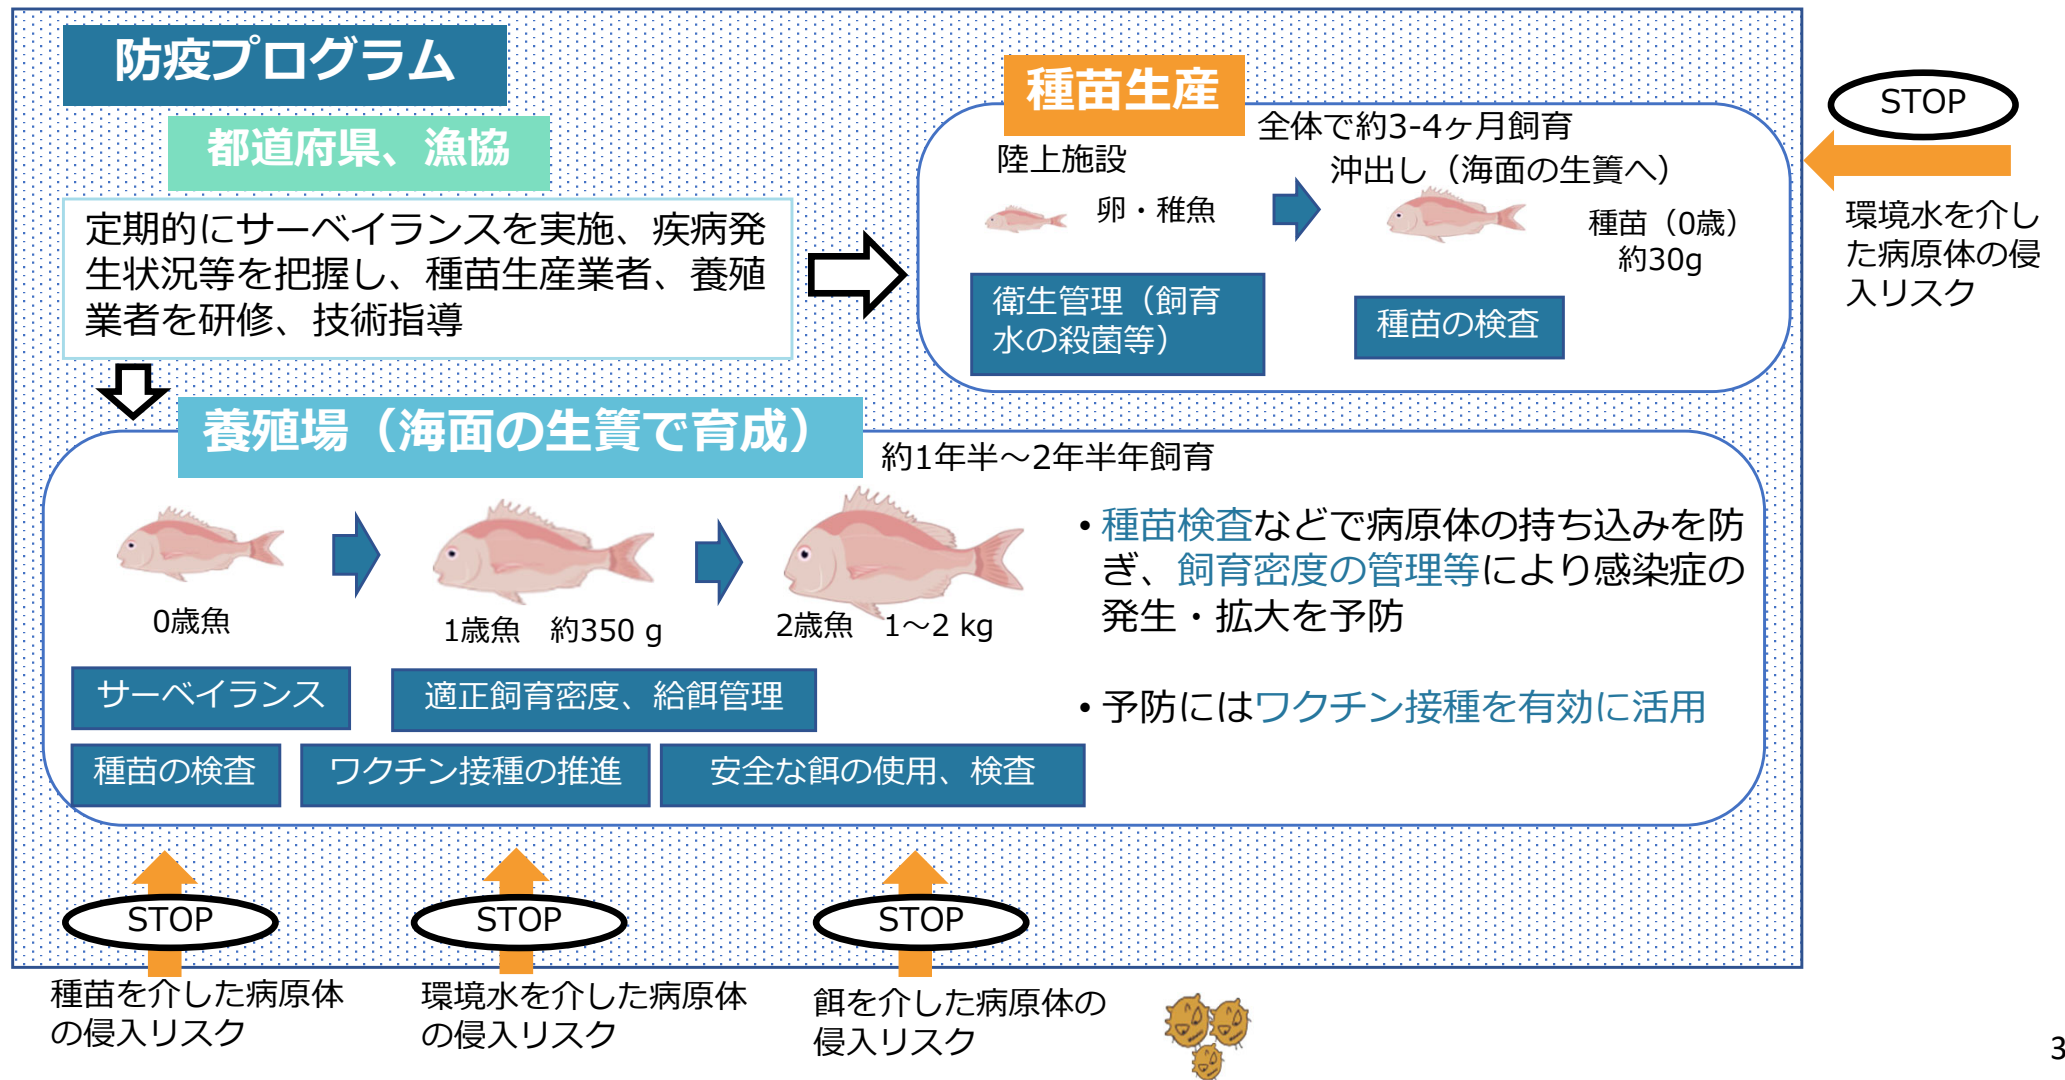 防疫プログラム
都道府県、漁協
定期的にサーベイランスを実施、疾病発
生状況等を把握し、種苗生産業者、養殖
業者を研修、技術指導
種苗生産
全体で約3-4ヶ月飼育
陸上施設
沖出し（海面の生簀へ）
卵・稚魚
種苗（0歳）
約30g
衛生管理（飼育
水の殺菌等）
種苗の検査
STOP
環境水を介し
た病原体の侵
入リスク
養殖場（海面の生簀で育成）
約1年半～2年半年飼育
0歳魚
1歳魚　約350 g
2歳魚　1～2 kg
・種苗検査などで病原体の持ち込みを防
ぎ、飼育密度の管理等により感染症の
発生・拡大を予防
・予防にはワクチン接種を有効に活用
サーベイランス
適正飼育密度、給餌管理
種苗の検査
ワクチン接種の推進
安全な餌の使用、検査
STOP
STOP
STOP
種苗を介した病原体
の侵入リスク
環境水を介した病原体
の侵入リスク
餌を介した病原体の
侵入リスク
3